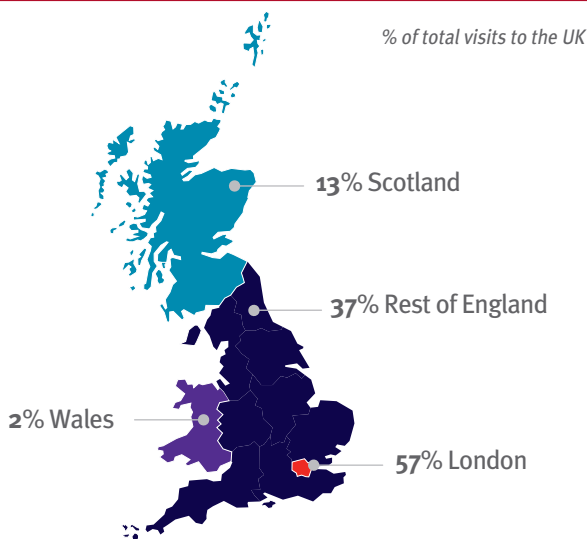 % of total visits to the UK
13% Scotland
37% Rest of England
2% Wales
57% London